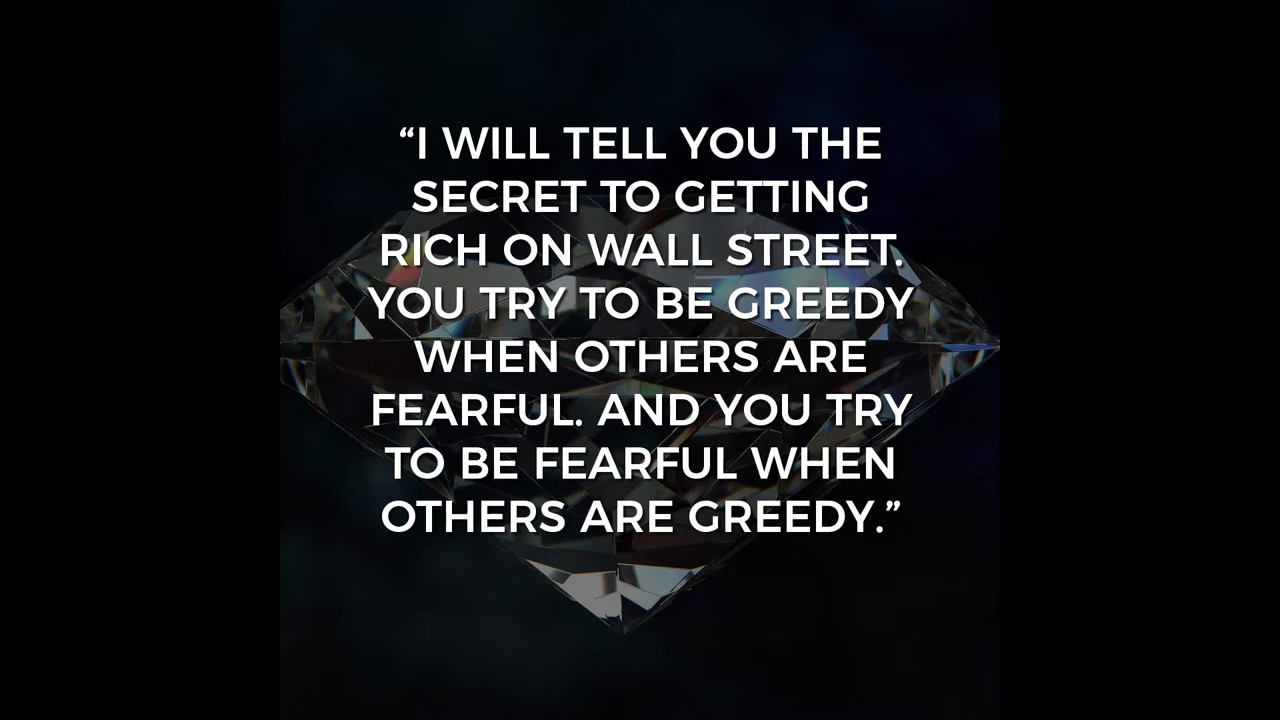 “I WILL TELL YOU THE
SECRET TO GETTING
RICH ON WALL STREET.
YOU TRY TO BE GREEDY
WHEN OTHERS ARE
FEARFUL. AND YOU TRY
TO BE FEARFUL WHEN
OTHERS ARE GREEDY.”